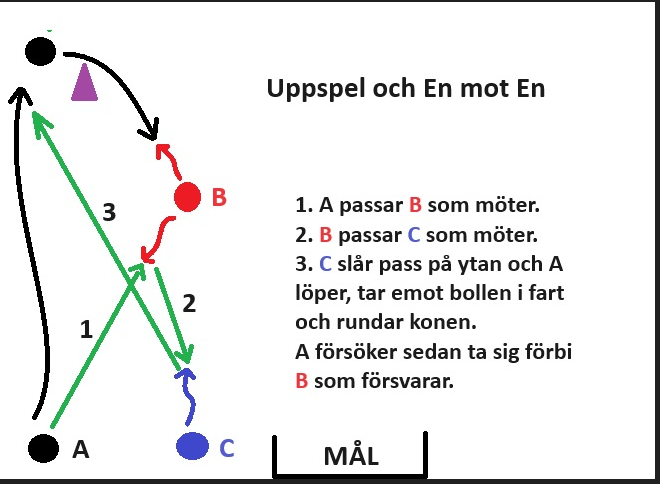 Uppspel och En mot En
B
3
1. A passar B som möter.
2. B passar C som möter.
3. C slår pass på ytan och A
löper, tar emot bollen i fart
och rundar konen.
A försöker sedan ta sig förbi
B som försvarar.
2
1
A
C
MÅL